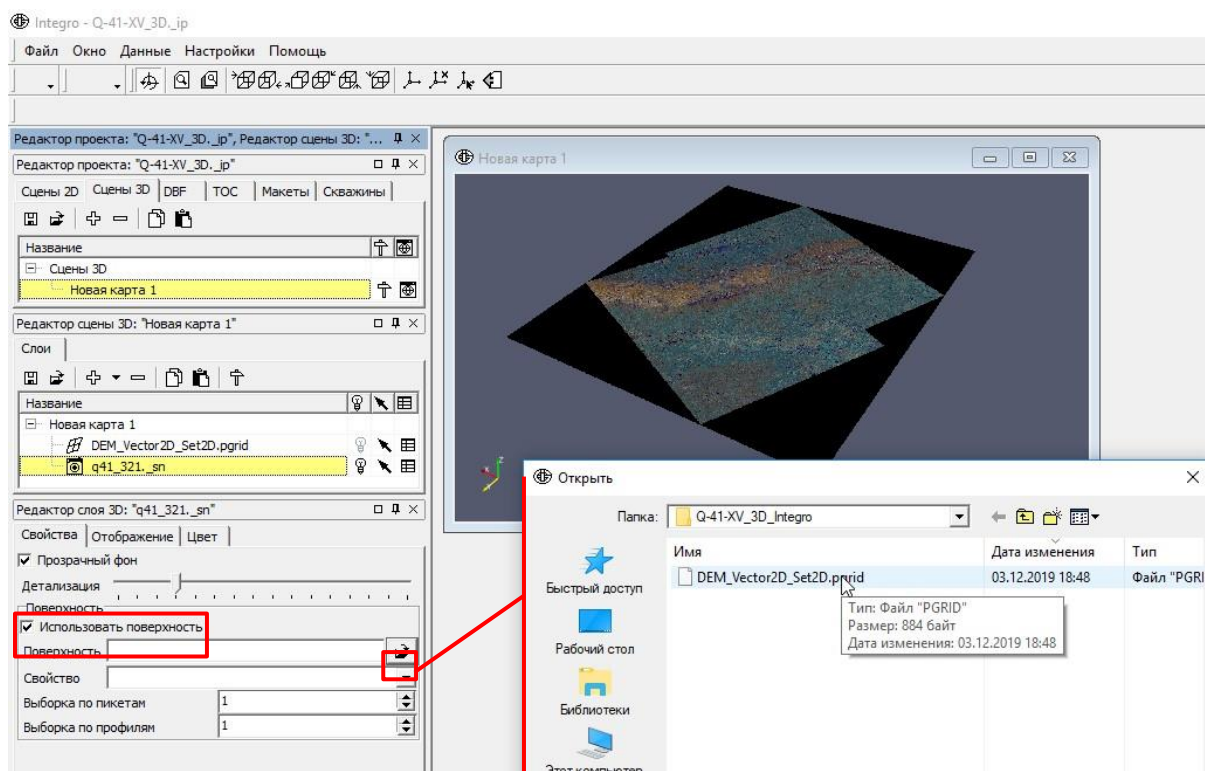 Integro - Q-41-XV_3D._ip
Файл Окно Данные Настройки Помощь
Редактор проекта: "Q-41-XV_3D._ip", Редактор сцены 3D: "...
Редактор проекта: "Q-41-XV_3D._ip"
Сцены 2D Сцены 3D DBF TOC Макеты Скважины
Название
Сцены 3D
Новая карта 1
Редактор сцены 3D: "Новая карта 1"
Слои
Название
Новая карта 1
DEM_Vector2D_Set2D.pgrid
q41_321._sn
Редактор слоя 3D: "q41_321._sn"
Свойства Отображение Цвет
Прозрачный фон
Детализация
Поверхность
Использовать поверхность
Поверхность
Свойство
Выборка по пикетам 1
Выборка по профилям 1
Новая карта 1
Открыть
Папка: Q-41-XV_3D_Integro
Имя Дата изменения Тип
DEM_Vector2D_Set2D.pgrid 03.12.2019 18:48 Файл "PGRI
Тип: Файл "PGRID"
Размер: 884 байт
Дата изменения: 03.12.2019 18:48
Быстрый доступ
Рабочий стол
Библиотеки
Этот компьютер